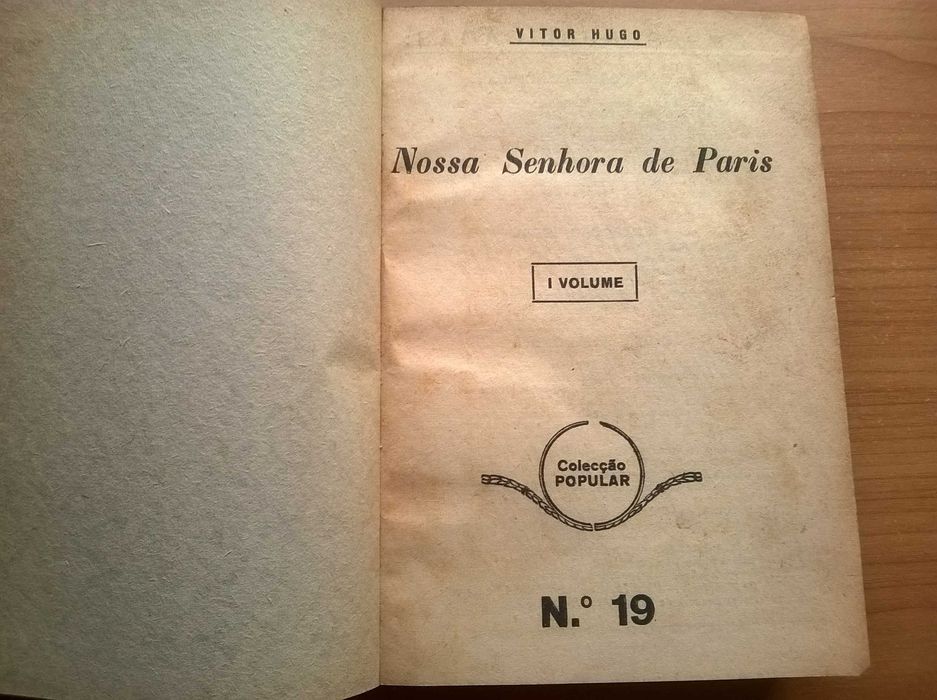 VITOR HUGO
Nossa Senhora de Paris
I VOLUME
Colecção
POPULAR
N.º 19